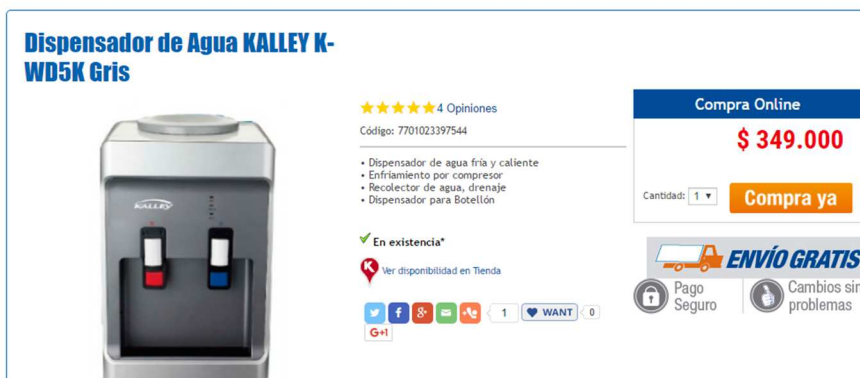 Dispensador de Agua KALLEY K-
WD5K Gris
4 Opiniones
Código: 7701023397544
• Dispensador de agua fría y caliente
• Enfriamiento por compresor
• Recolector de agua, drenaje
• Dispensador para Botellón
En existencia*
K
Ver disponibilidad en Tienda
1
WANT
0
G+1
KALLEY
Compra Online
$ 349.000
Cantidad: 1
Compra ya
ENVÍO GRATIS
Pago
Seguro
Cambios sin
problemas